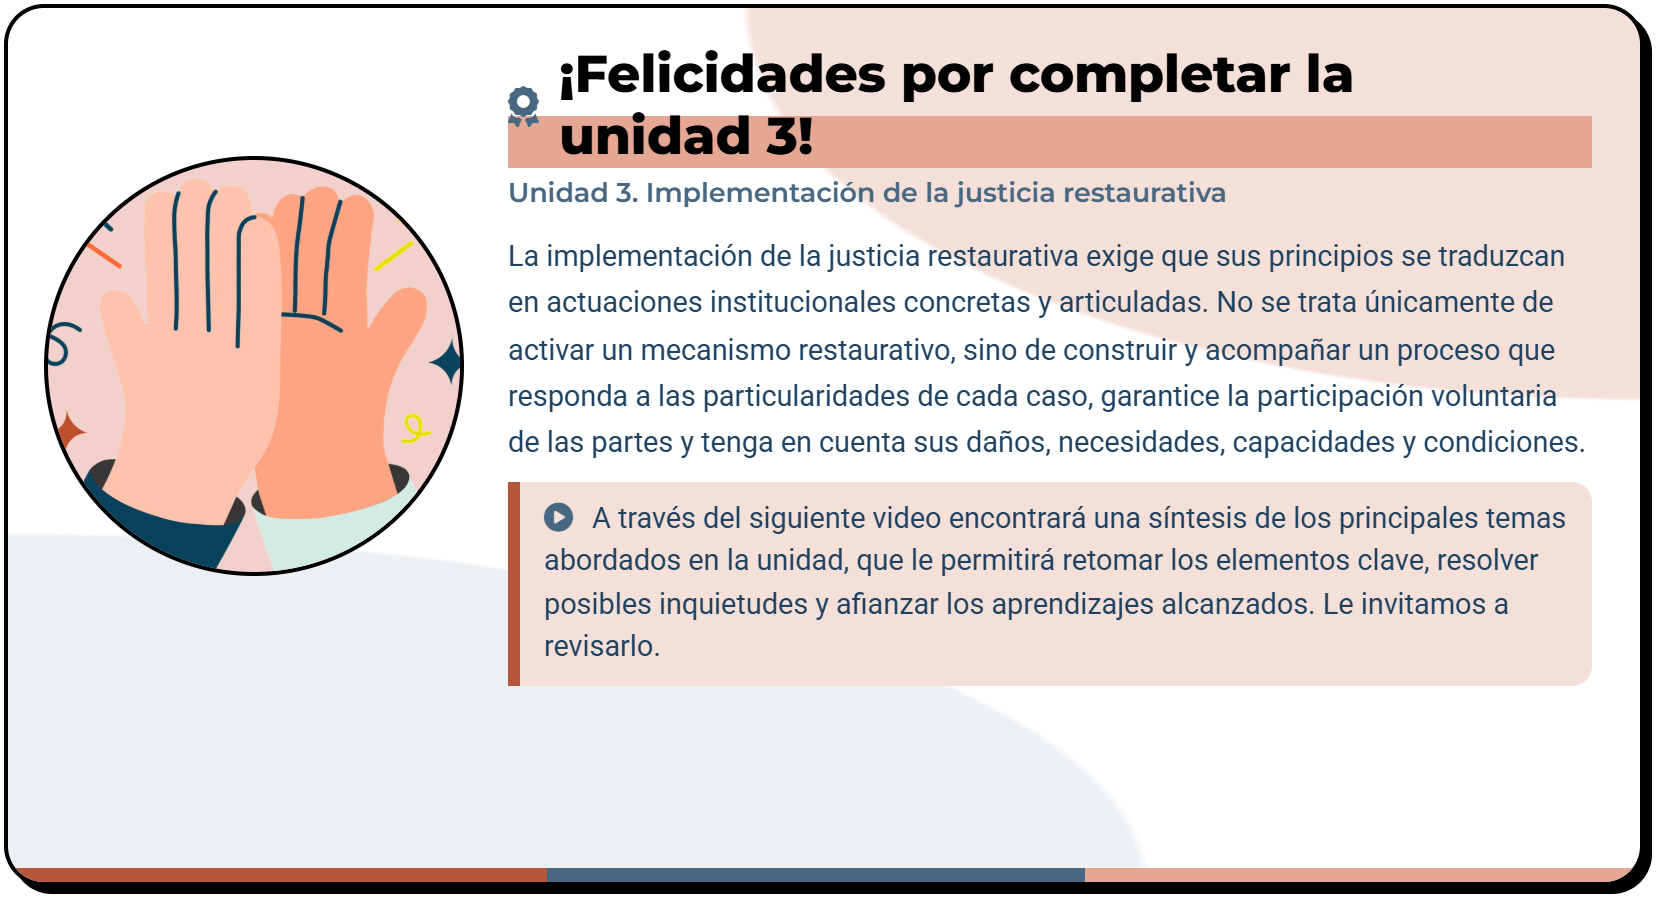 ¡Felicidades por completar la
unidad 3!
Unidad 3. Implementación de la justicia restaurativa
La implementación de la justicia restaurativa exige que sus principios se traduzcan
en actuaciones institucionales concretas y articuladas. No se trata únicamente de
activar un mecanismo restaurativo, sino de construir y acompañar un proceso que
responda a las particularidades de cada caso, garantice la participación voluntaria
de las partes y tenga en cuenta sus daños, necesidades, capacidades y condiciones.
A través del siguiente video encontrará una síntesis de los principales temas
abordados en la unidad, que le permitirá retomar los elementos clave, resolver
posibles inquietudes y afianzar los aprendizajes alcanzados. Le invitamos a
revisarlo.